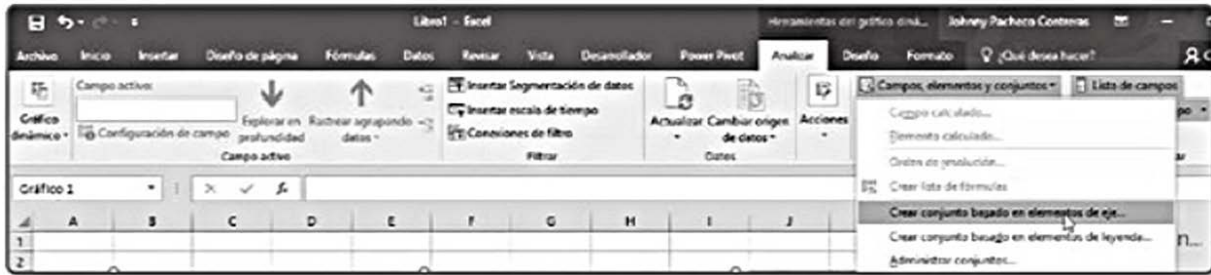 Libro1 - Excel
Herramientas del gráfico diná...
Johnny Pacheco Contreras
Archivo Inicio Insertar Diseño de página Fórmulas Datos Revisar Vista Desarrollador Power Pivot Analizar Diseño Formato ¿Qué desea hacer?
Gráfico dinámico
Campo activo:
Configuración de campo
Explorar en profundidad
Rastrear agrupando datos
Campo activo
Insertar Segmentación de datos
Insertar escala de tiempo
Conexiones de filtro
Filtrar
Actualizar
Cambiar origen de datos
Datos
Acciones
Campos, elementos y conjuntos
Lista de campos
Campo calculado...
Elemento calculado...
Orden de resolución...
Crear lista de fórmulas
Crear conjunto basado en elementos de eje...
Crear conjunto basado en elementos de leyenda...
Administrar conjuntos...
Gráfico 1
fx
A B C D E F G H I J
1
2